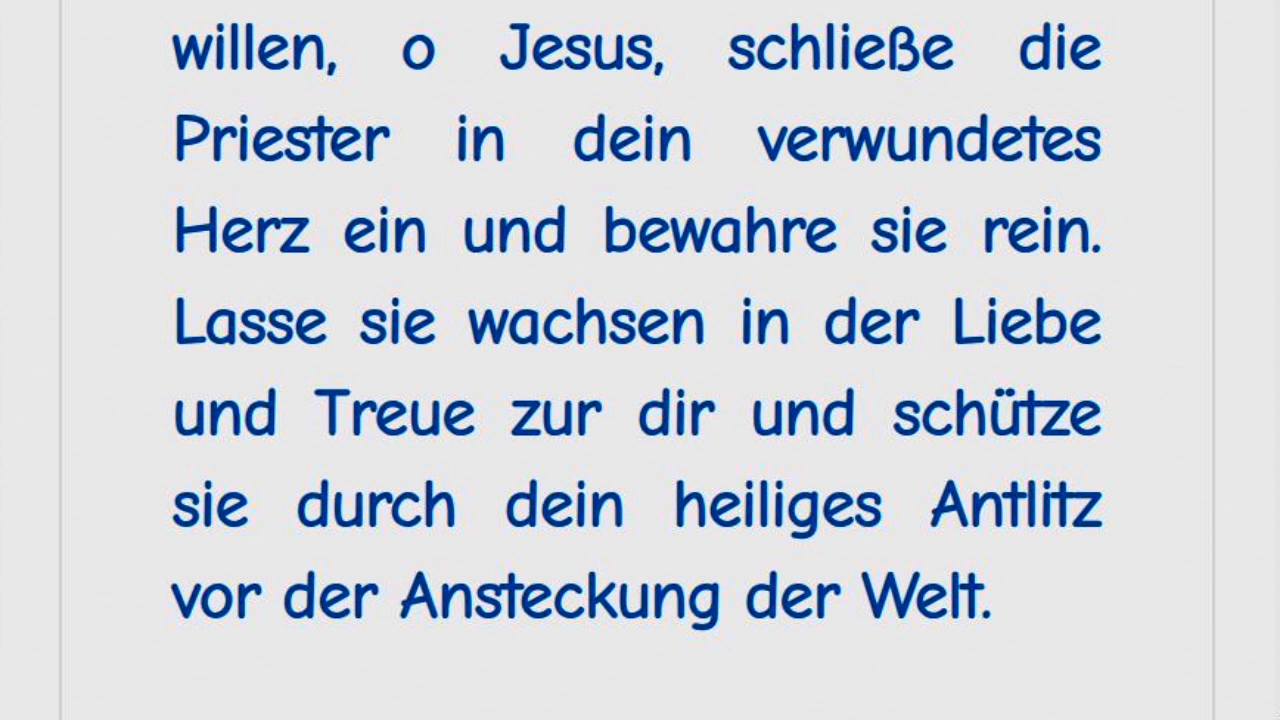 willen, o Jesus, schließe die
Priester in dein verwundetes
Herz ein und bewahre sie rein.
Lasse sie wachsen in der Liebe
und Treue zur dir und schütze
sie durch dein heiliges Antlitz
vor der Ansteckung der Welt.